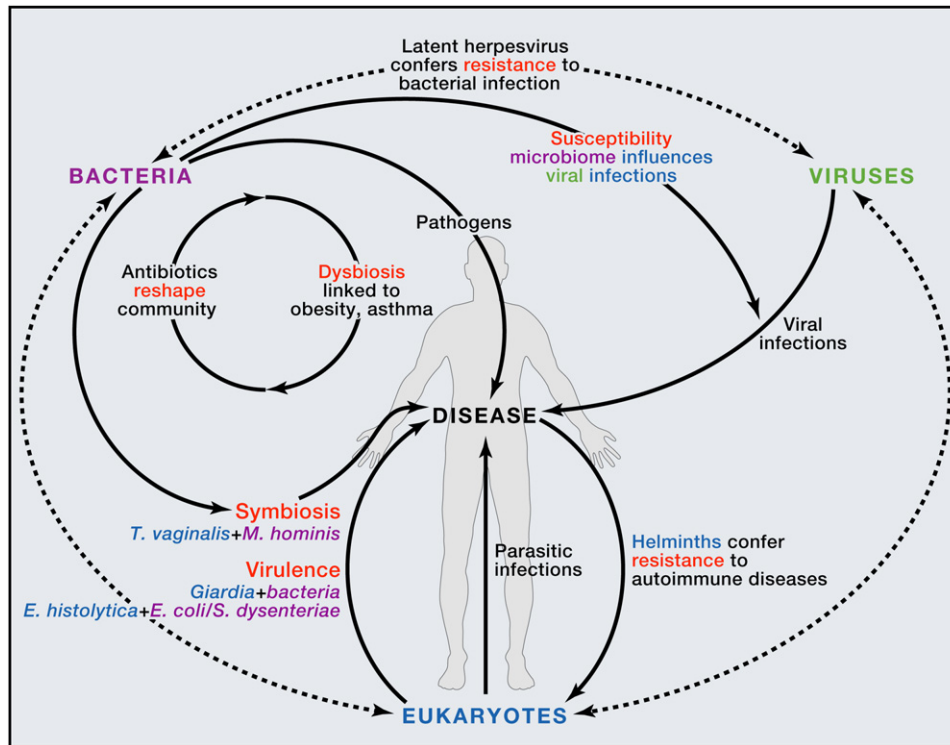 Latent herpesvirus
confers resistance to
bacterial infection
Susceptibility
microbiome influences
viral infections
BACTERIA
VIRUSES
Pathogens
Antibiotics
reshape
community
Dysbiosis
linked to
obesity, asthma
Viral
infections
DISEASE
Symbiosis
T. vaginalis+M. hominis
Virulence
Giardia+bacteria
E. histolytica+E. coli/S. dysenteriae
Parasitic
infections
Helminths confer
resistance to
autoimmune diseases
EUKARYOTES